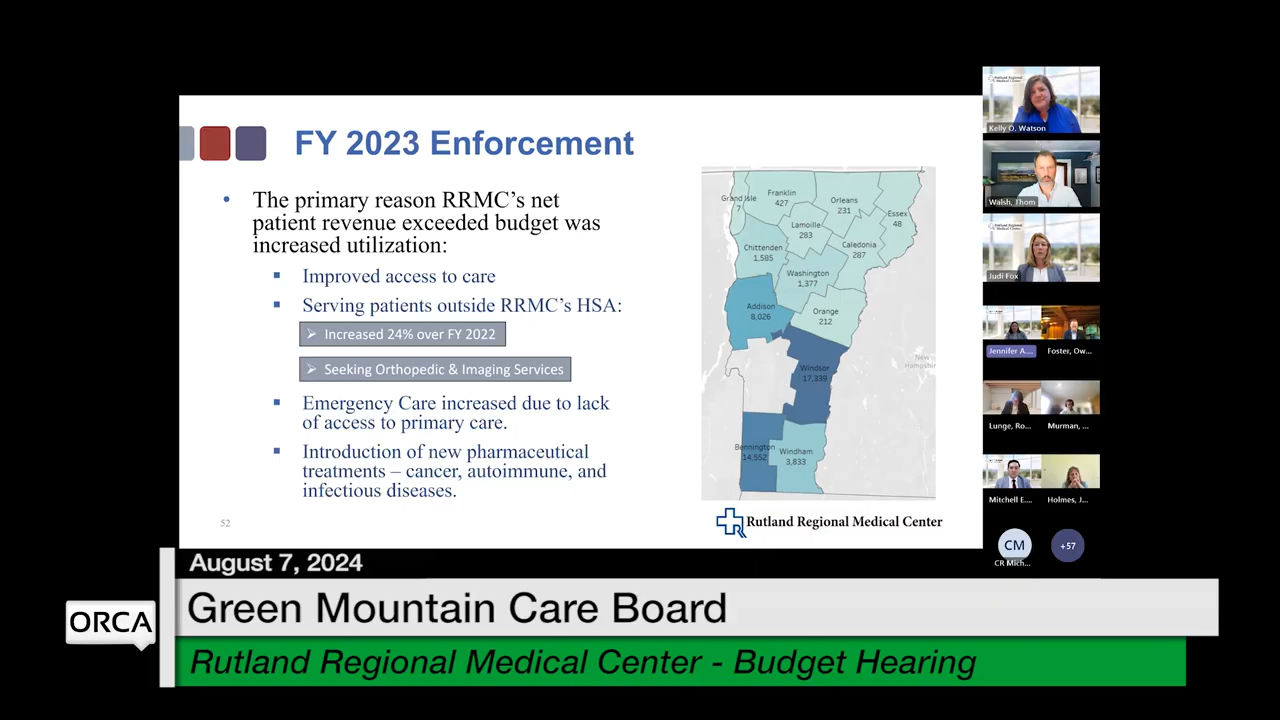 FY 2023 Enforcement
• The primary reason RRMC's net
patient revenue exceeded budget was
increased utilization:
▪ Improved access to care
▪ Serving patients outside RRMC's HSA:
➢ Increased 24% over FY 2022
➢ Seeking Orthopedic & Imaging Services
▪ Emergency Care increased due to lack
of access to primary care.
▪ Introduction of new pharmaceutical
treatments – cancer, autoimmune, and
infectious diseases.
52
Grand Isle
7
Franklin
427
Orleans
231
Essex
48
Lamoille
283
Chittenden
1,585
Caledonia
287
Washington
1,377
Addison
8,026
Orange
212
Windsor
17,339
New
Hampshire
Bennington
14,552
Windham
3,833
Rutland Regional Medical Center
Kelly O. Watson
Walsh, Thom
Judi Fox
Jennifer A....
Foster, Ow...
Lunge, Ro...
Murman, ...
Mitchell E....
Holmes, J...
CM
CR Mich...
+57
August 7, 2024
ORCA
Green Mountain Care Board
Rutland Regional Medical Center - Budget Hearing